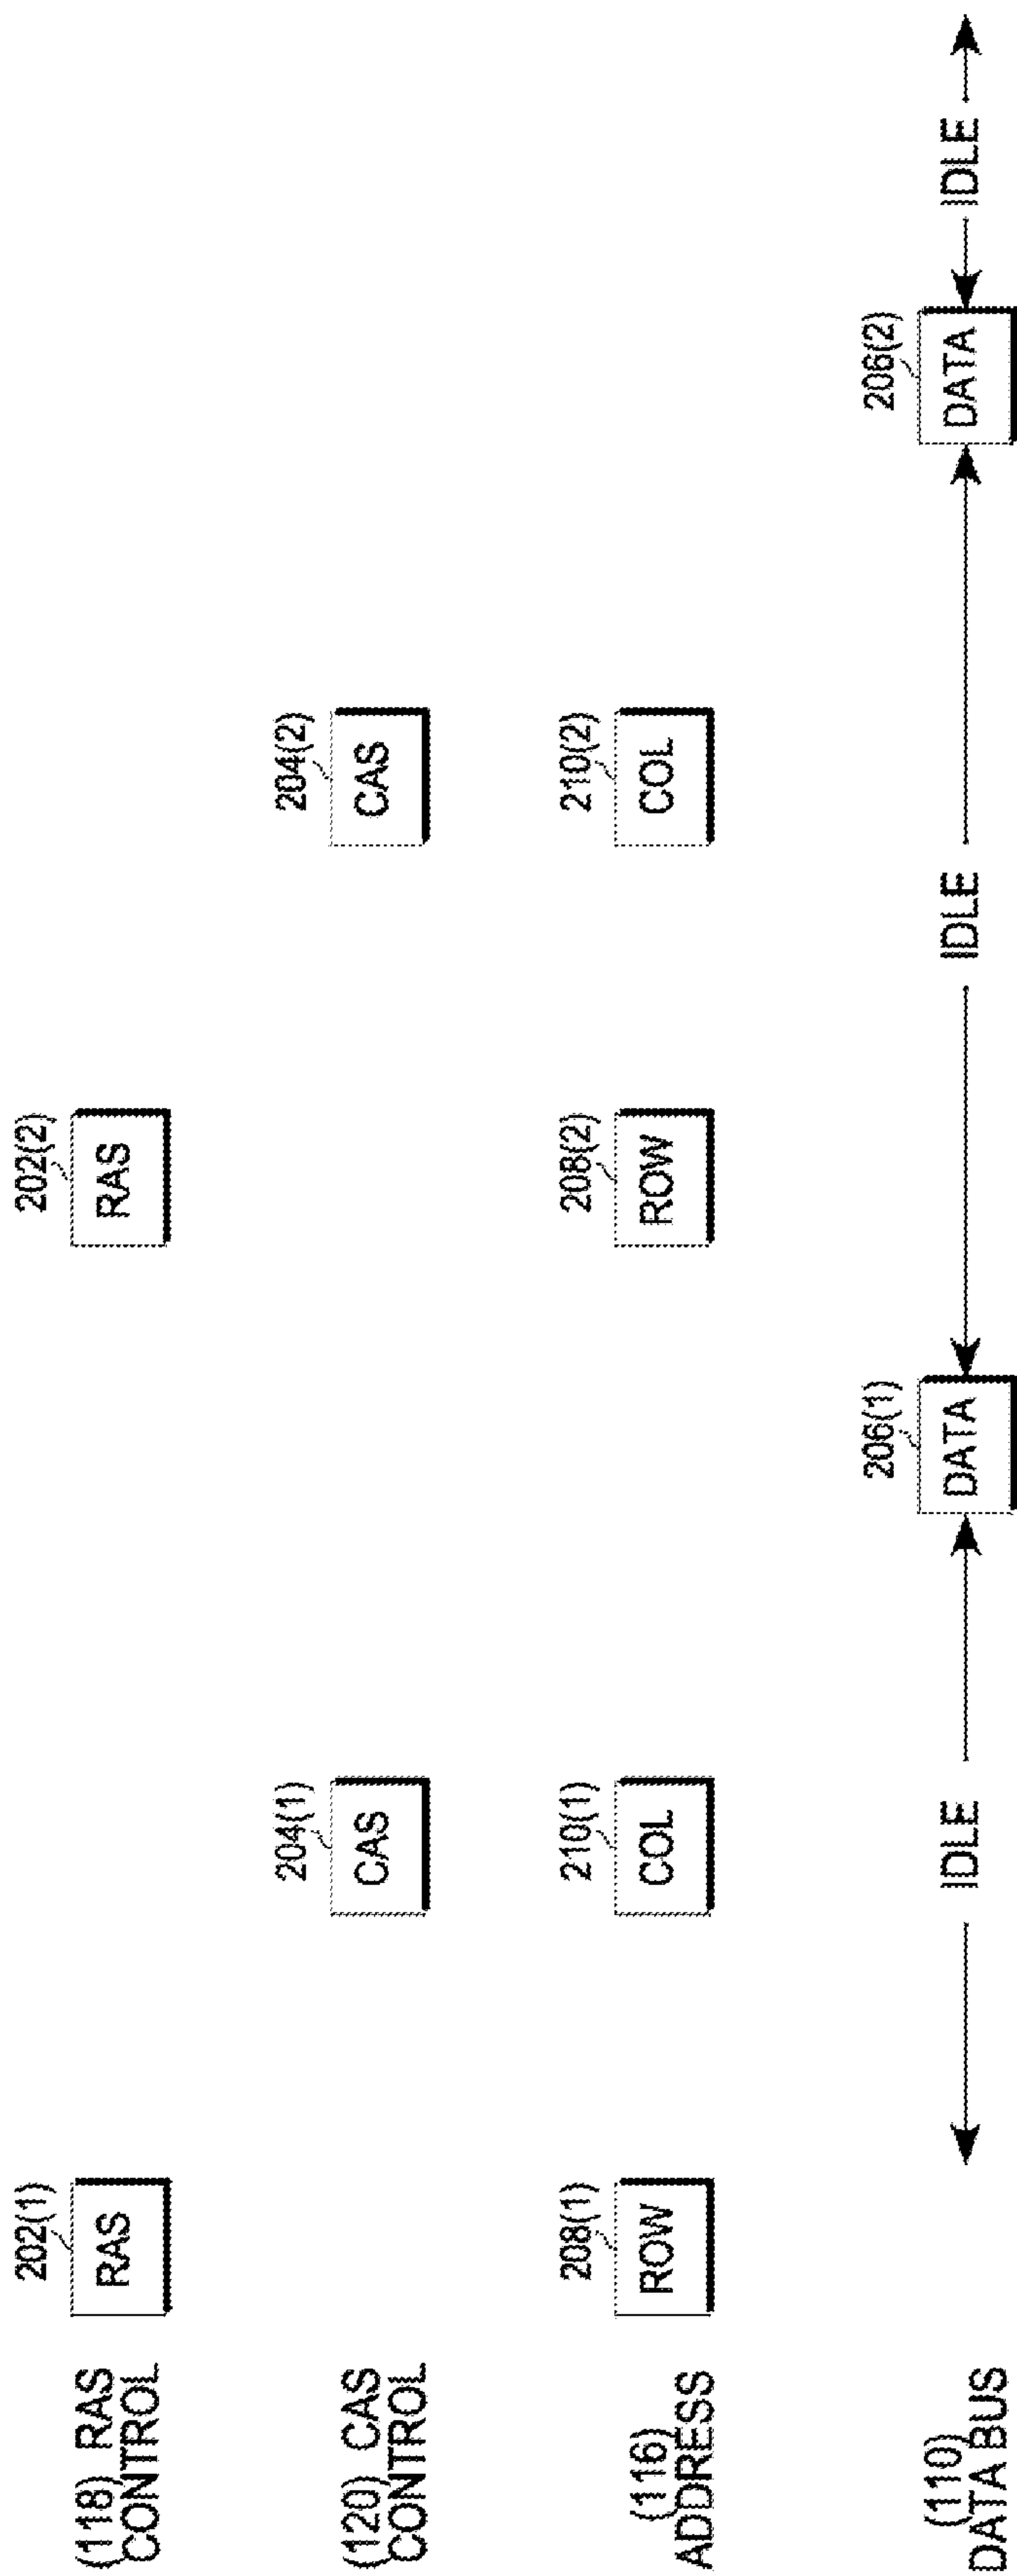 (118) RAS
CONTROL
202(1)
RAS
202(2)
RAS
(120) CAS
CONTROL
204(1)
CAS
204(2)
CAS
(116)
ADDRESS
208(1)
ROW
210(1)
COL
208(2)
ROW
210(2)
COL
(110)
DATA BUS
IDLE
206(1)
DATA
IDLE
206(2)
DATA
IDLE